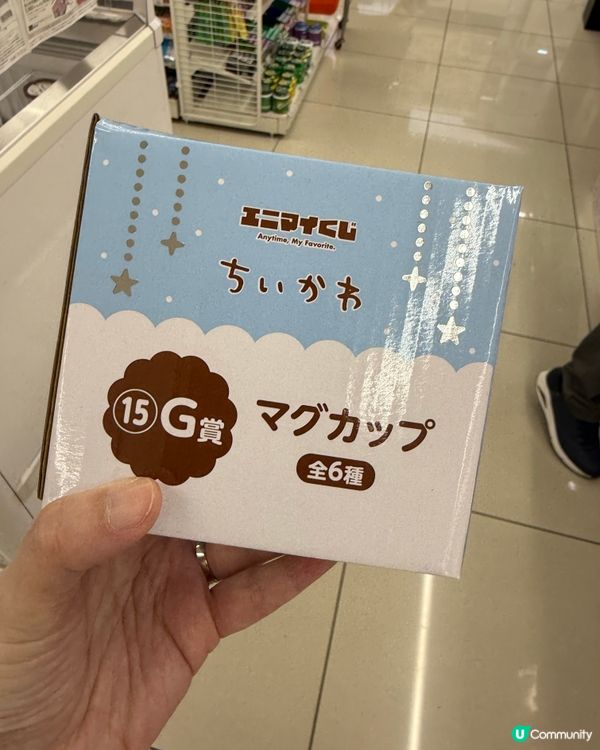 エニマイくじ
Anytime, My Favorite.
ちいかわ
⑮ G賞
マグカップ
全6種
U Community